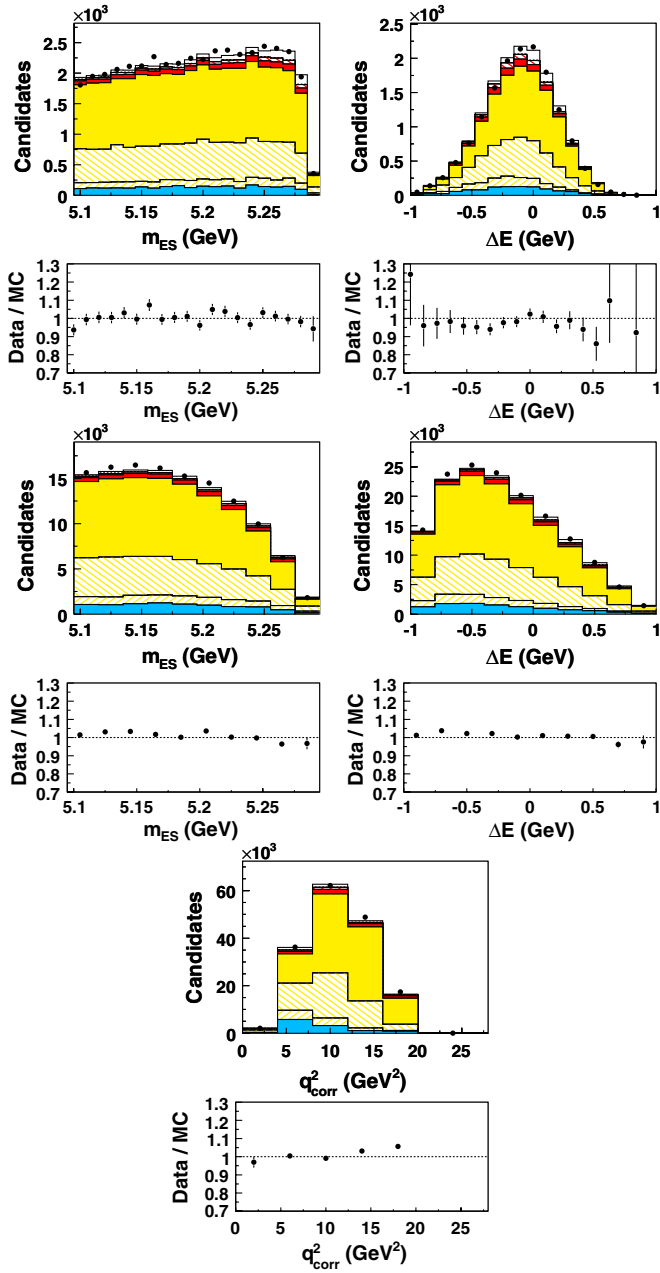 ×10³ ×10³
Candidates 2.5 2 1.5 1 0.5 0 Candidates 2.5 2 1.5 1 0.5 0
5.1 5.15 5.2 5.25 -1 -0.5 0 0.5 1
m_ES (GeV) ΔE (GeV)
Data / MC 1.3 1.2 1.1 1 0.9 0.8 0.7 Data / MC 1.3 1.2 1.1 1 0.9 0.8 0.7
5.1 5.15 5.2 5.25 -1 -0.5 0 0.5 1
m_ES (GeV) ΔE (GeV)
×10³ ×10³
Candidates 15 10 5 0 Candidates 25 20 15 10 5 0
5.1 5.15 5.2 5.25 -1 -0.5 0 0.5 1
m_ES (GeV) ΔE (GeV)
Data / MC 1.3 1.2 1.1 1 0.9 0.8 0.7 Data / MC 1.3 1.2 1.1 1 0.9 0.8 0.7
5.1 5.15 5.2 5.25 -1 -0.5 0 0.5 1
m_ES (GeV) ΔE (GeV)
×10³
Candidates 60 40 20 0
0 5 10 15 20 25
q²_corr (GeV²)
Data / MC 1.3 1.2 1.1 1 0.9 0.8 0.7
0 5 10 15 20 25
q²_corr (GeV²)